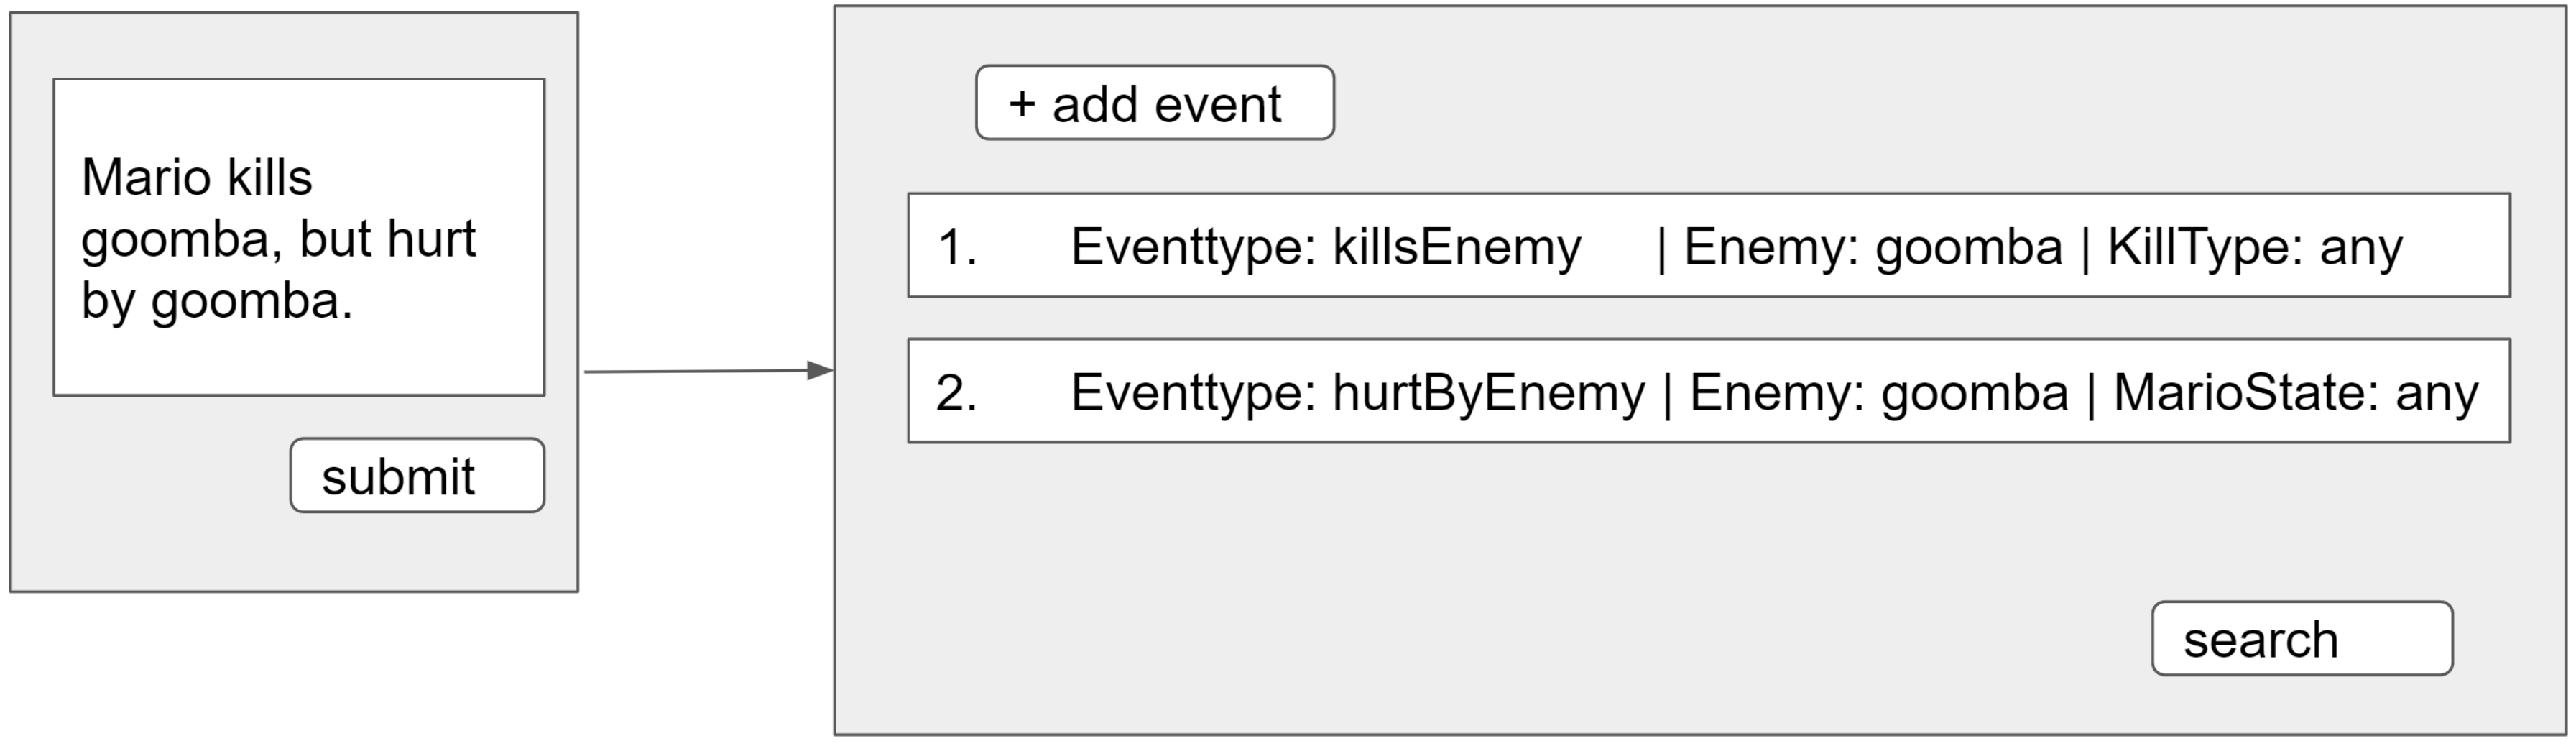 Mario kills
goomba, but hurt
by goomba.
submit
+ add event
1. Eventtype: killsEnemy | Enemy: goomba | KillType: any
2. Eventtype: hurtByEnemy | Enemy: goomba | MarioState: any
search